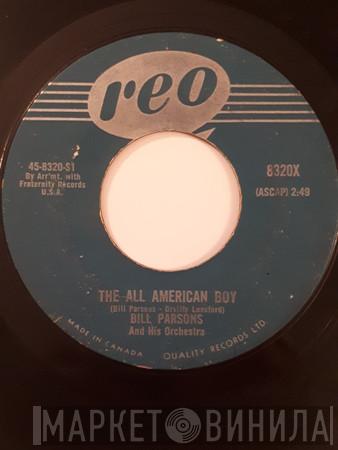 reo
45-8320-S1
By Arr'mt. with
Fraternity Records
U.S.A.
8320X
(ASCAP) 2:49
THE ALL AMERICAN BOY
(Bill Parsons - Orville Lunsford)
BILL PARSONS
And His Orchestra
MADE IN CANADA QUALITY RECORDS LTD.
МАРКЕТ ВИНИЛА